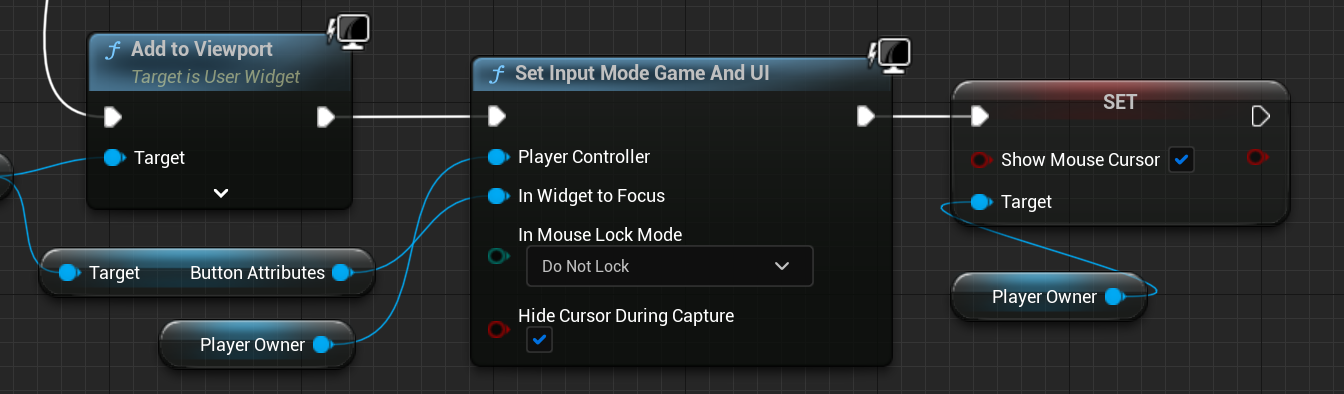 Add to Viewport
Target is User Widget
Target
Target Button Attributes
Player Owner
Set Input Mode Game And UI
Player Controller
In Widget to Focus
In Mouse Lock Mode
Do Not Lock
Hide Cursor During Capture
SET
Show Mouse Cursor
Target
Player Owner